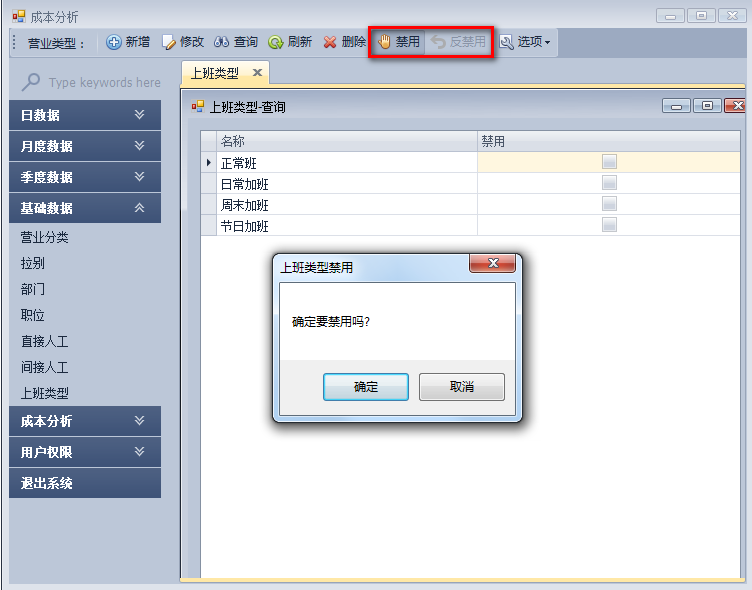 成本分析
营业类型： 新增 修改 查询 刷新 删除 禁用 反禁用 选项
Type keywords here
日数据
月度数据
季度数据
基础数据
营业分类
拉别
部门
职位
直接人工
间接人工
上班类型
成本分析
用户权限
退出系统
上班类型
上班类型-查询
名称 禁用
正常班
日常加班
周末加班
节日加班
上班类型禁用
确定要禁用吗?
确定 取消